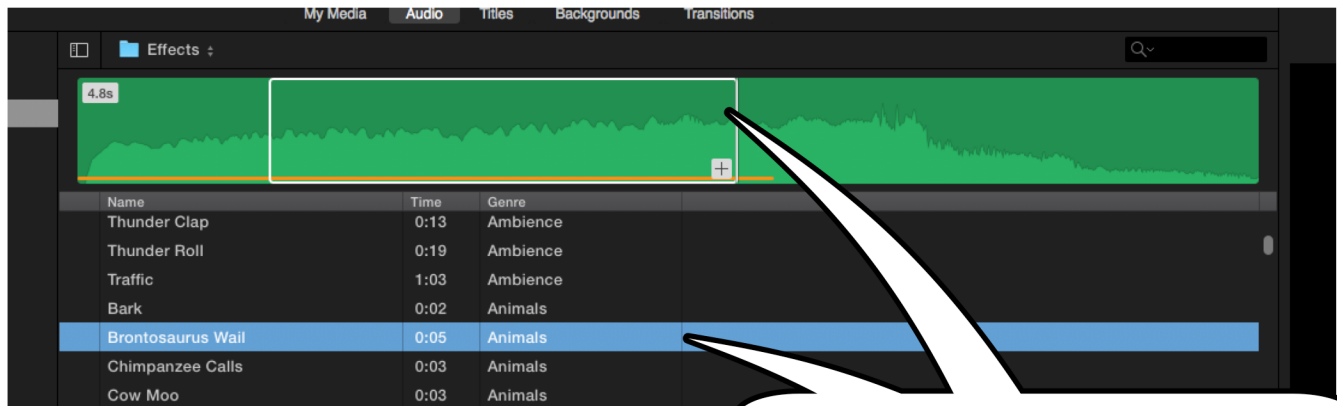 My Media Audio Titles Backgrounds Transitions
Effects
4.8s
Name Time Genre
Thunder Clap 0:13 Ambience
Thunder Roll 0:19 Ambience
Traffic 1:03 Ambience
Bark 0:02 Animals
Brontosaurus Wail 0:05 Animals
Chimpanzee Calls 0:03 Animals
Cow Moo 0:03 Animals